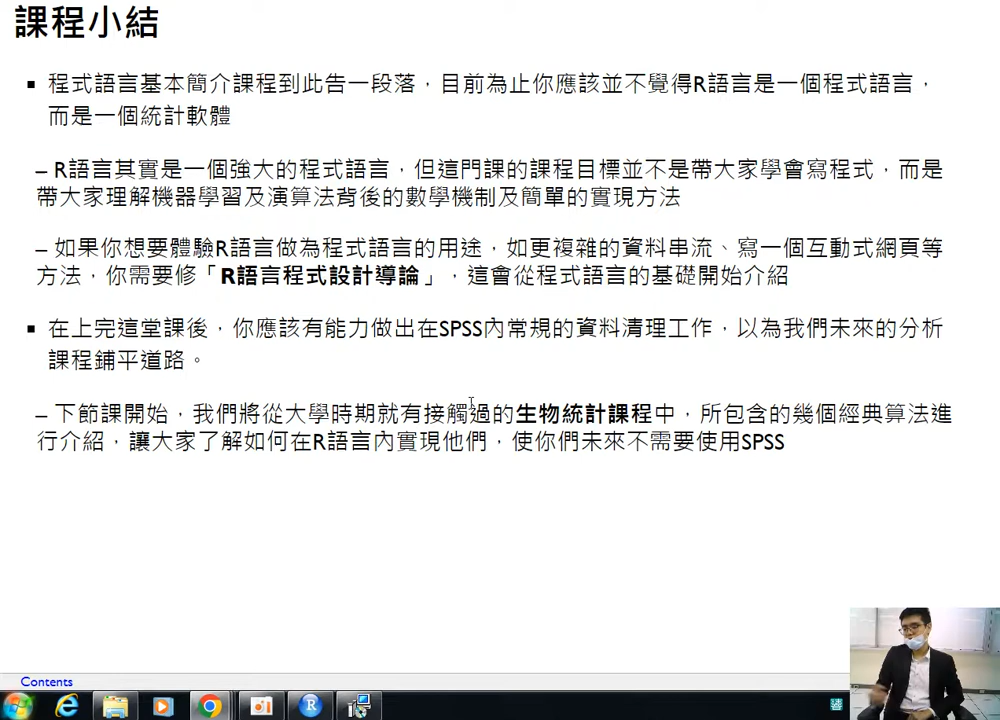 課程小結
▪ 程式語言基本簡介課程到此告一段落，目前為止你應該並不覺得R語言是一個程式語言，
而是一個統計軟體
– R語言其實是一個強大的程式語言，但這門課的課程目標並不是帶大家學會寫程式，而是
帶大家理解機器學習及演算法背後的數學機制及簡單的實現方法
– 如果你想要體驗R語言做為程式語言的用途，如更複雜的資料串流、寫一個互動式網頁等
方法，你需要修「R語言程式設計導論」，這會從程式語言的基礎開始介紹
▪ 在上完這堂課後，你應該有能力做出在SPSS內常規的資料清理工作，以為我們未來的分析
課程鋪平道路。
– 下節課開始，我們將從大學時期就有接觸過的生物統計課程中，所包含的幾個經典算法進
行介紹，讓大家了解如何在R語言內實現他們，使你們未來不需要使用SPSS
Contents